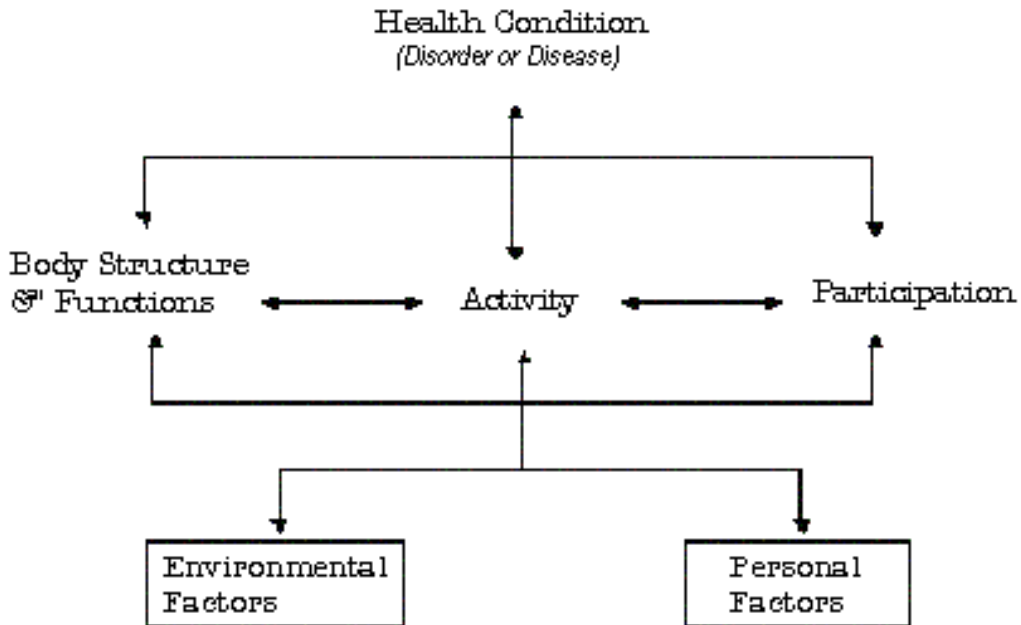 Health Condition
(Disorder or Disease)
Body Structure
& Functions
Activity
Participation
Environmental
Factors
Personal
Factors